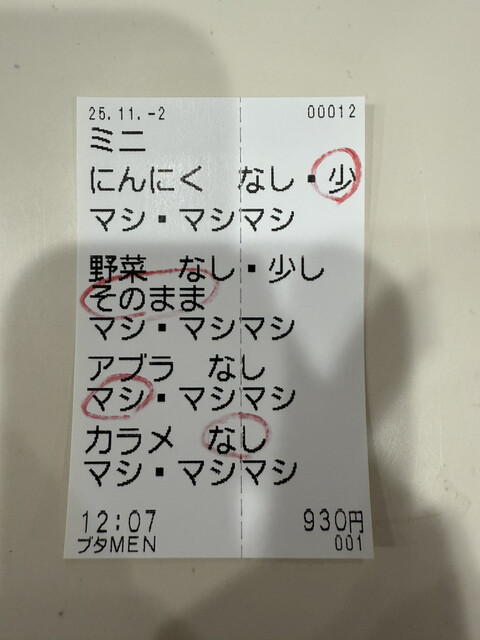 25.11.-2 00012
ミニ
にんにく なし・少
マシ・マシマシ
野菜 なし・少し
そのまま
マシ・マシマシ
アブラ なし
マシ・マシマシ
カラメ なし
マシ・マシマシ
12:07 930円
ブタMEN 001